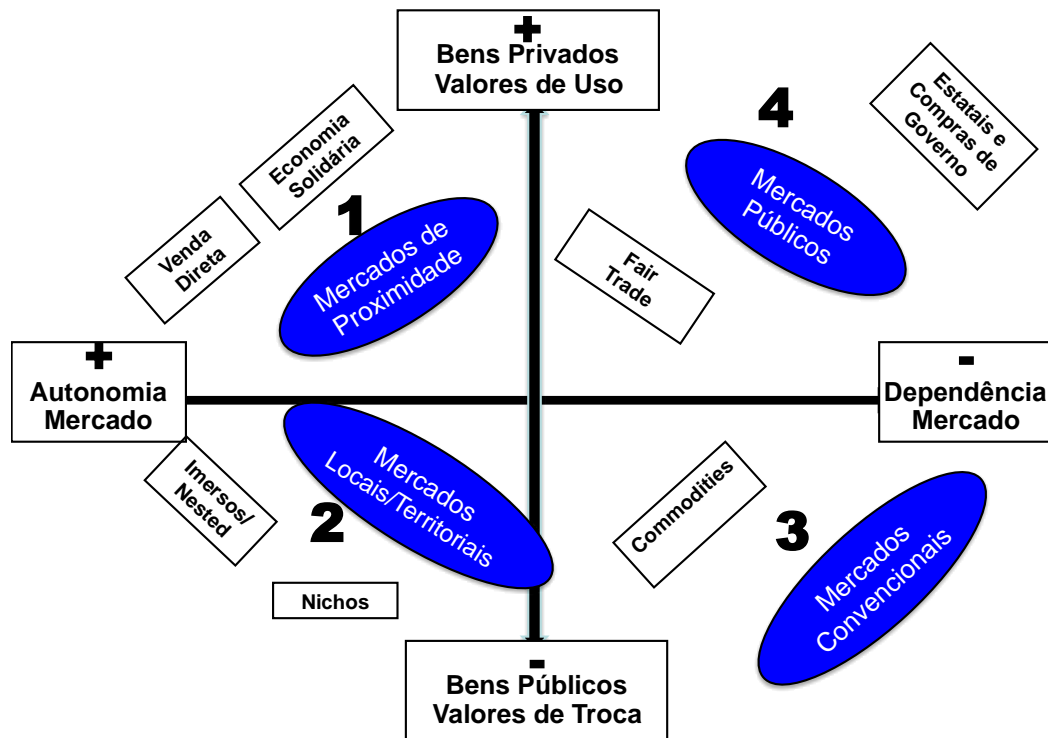 +
Bens Privados
Valores de Uso
4
Estatais e
Compras de
Governo
Economia
Solidária
Mercados
Públicos
1
Venda
Direta
Mercados de
Proximidade
Fair
Trade
+
Autonomia
Mercado
-
Dependência
Mercado
Imersos/
Nested
2
Mercados
Locais/Territoriais
Commodities
3
Mercados
Convencionais
Nichos
-
Bens Públicos
Valores de Troca